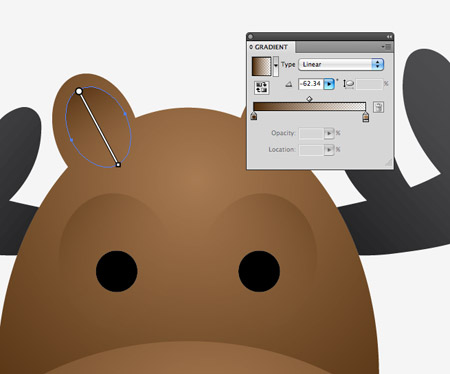 GRADIENT
Type Linear
-62.34 ° %
Opacity: %
Location: %